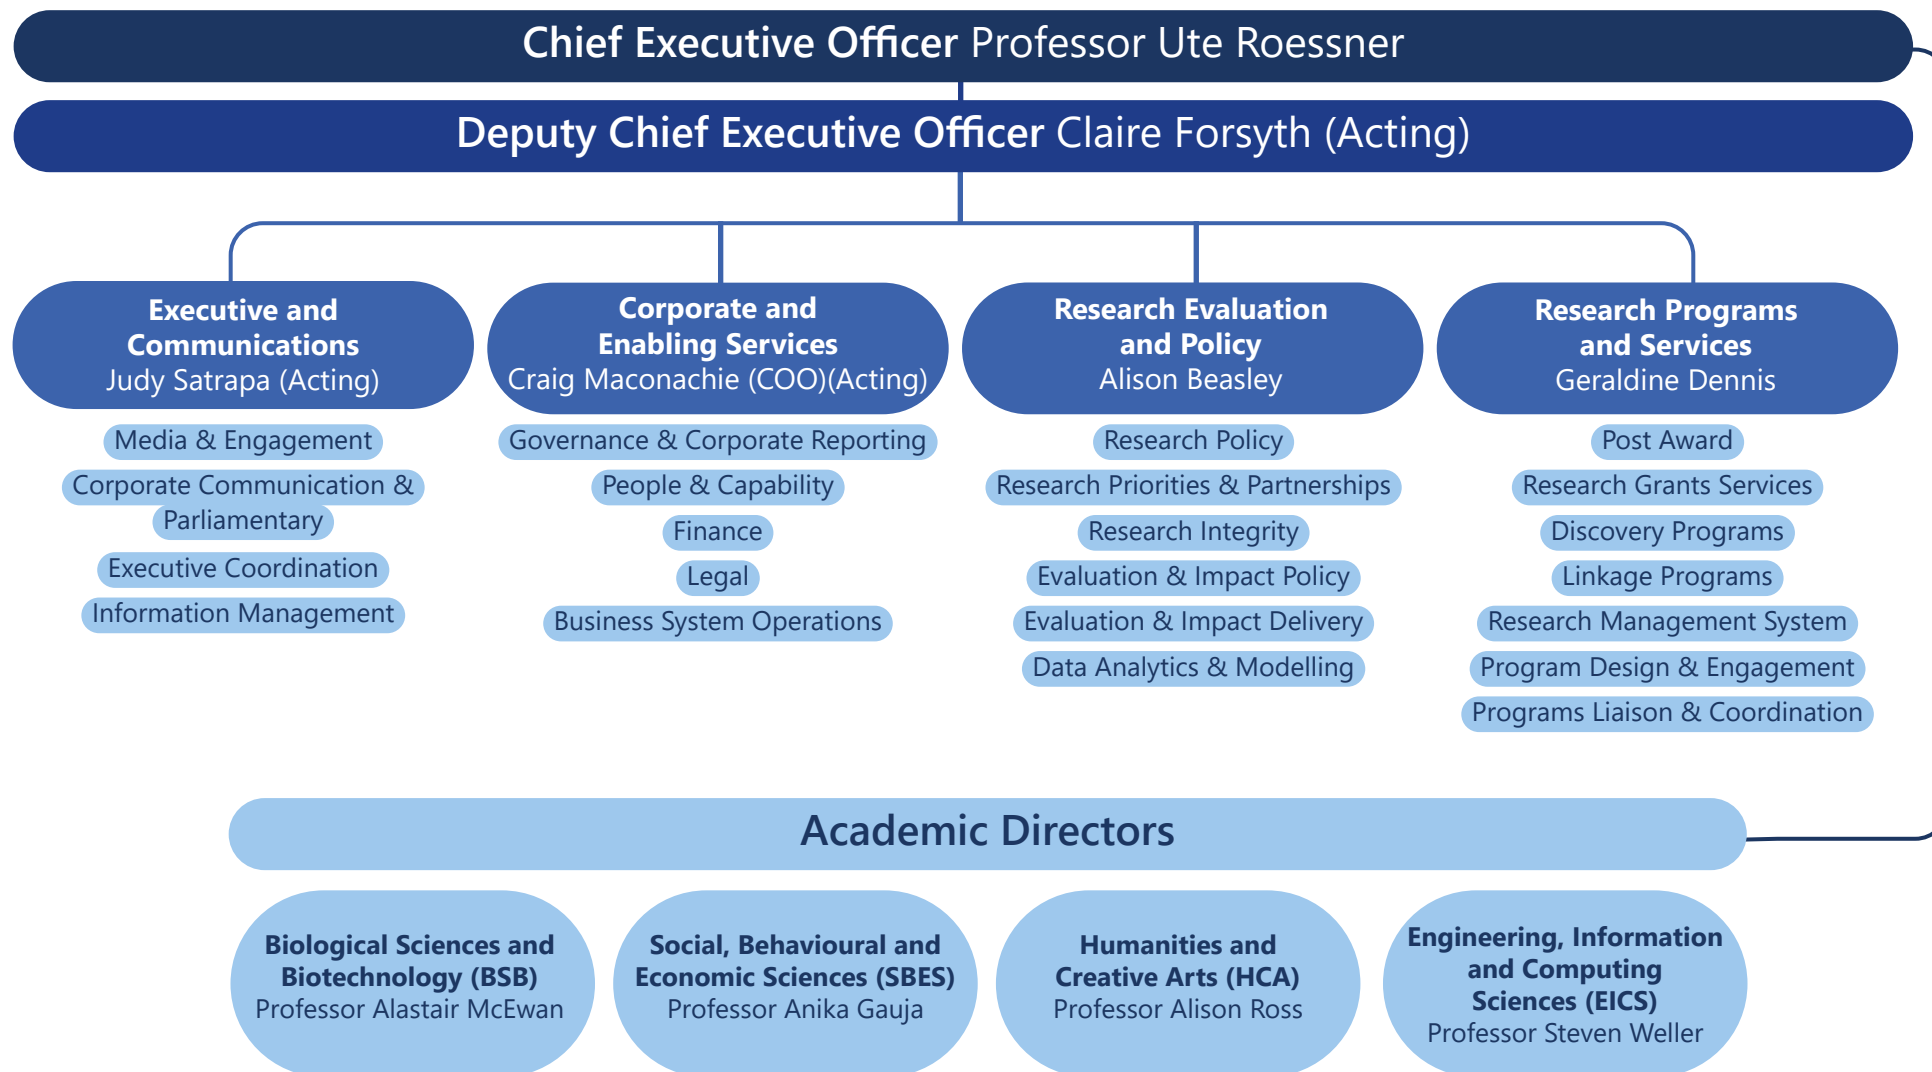 Chief Executive Officer Professor Ute Roessner
Deputy Chief Executive Officer Claire Forsyth (Acting)
Executive and
Communications
Judy Satrapa (Acting)
Media & Engagement
Corporate Communication &
Parliamentary
Executive Coordination
Information Management
Corporate and
Enabling Services
Craig Maconachie (COO)(Acting)
Governance & Corporate Reporting
People & Capability
Finance
Legal
Business System Operations
Research Evaluation
and Policy
Alison Beasley
Research Policy
Research Priorities & Partnerships
Research Integrity
Evaluation & Impact Policy
Evaluation & Impact Delivery
Data Analytics & Modelling
Research Programs
and Services
Geraldine Dennis
Post Award
Research Grants Services
Discovery Programs
Linkage Programs
Research Management System
Program Design & Engagement
Programs Liaison & Coordination
Academic Directors
Biological Sciences and
Biotechnology (BSB)
Professor Alastair McEwan
Social, Behavioural and
Economic Sciences (SBES)
Professor Anika Gauja
Humanities and
Creative Arts (HCA)
Professor Alison Ross
Engineering, Information
and Computing
Sciences (EICS)
Professor Steven Weller